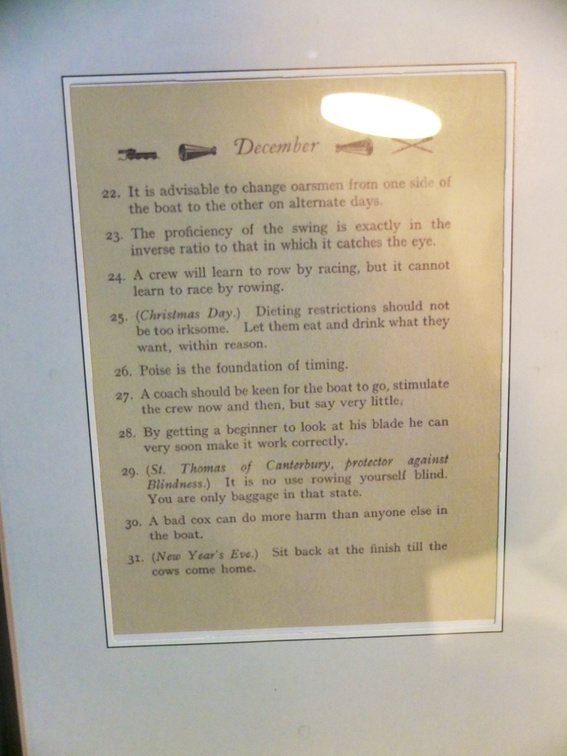 December
22. It is advisable to change oarsmen from one side of
the boat to the other on alternate days.
23. The proficiency of the swing is exactly in the
inverse ratio to that in which it catches the eye.
24. A crew will learn to row by racing, but it cannot
learn to race by rowing.
25. (Christmas Day.) Dieting restrictions should not
be too irksome. Let them eat and drink what they
want, within reason.
26. Poise is the foundation of timing.
27. A coach should be keen for the boat to go, stimulate
the crew now and then, but say very little.
28. By getting a beginner to look at his blade he can
very soon make it work correctly.
29. (St. Thomas of Canterbury, protector against
Blindness.) It is no use rowing yourself blind.
You are only baggage in that state.
30. A bad cox can do more harm than anyone else in
the boat.
31. (New Year's Eve.) Sit back at the finish till the
cows come home.